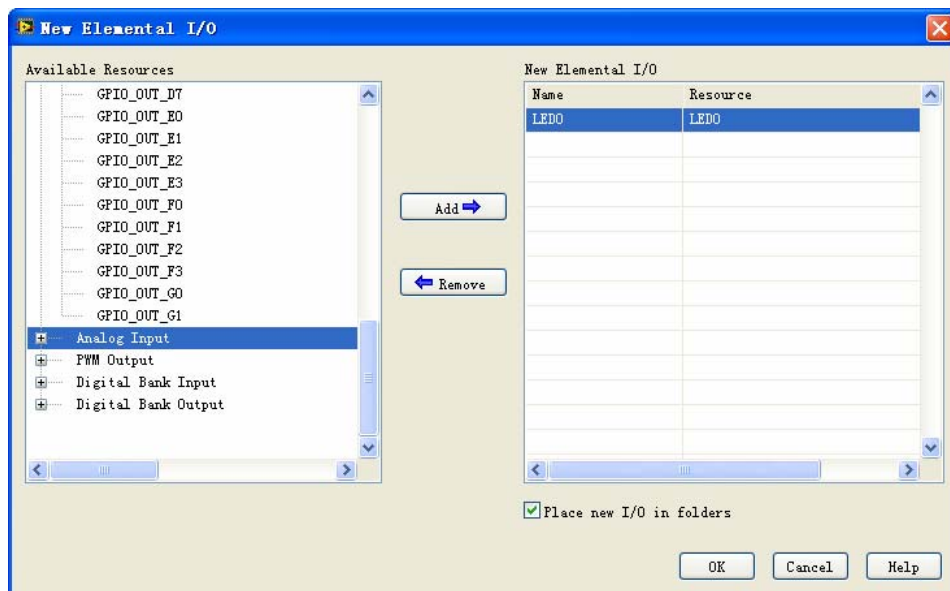 New Elemental I/O
Available Resources
GPIO_OUT_D7
GPIO_OUT_E0
GPIO_OUT_E1
GPIO_OUT_E2
GPIO_OUT_E3
GPIO_OUT_F0
GPIO_OUT_F1
GPIO_OUT_F2
GPIO_OUT_F3
GPIO_OUT_G0
GPIO_OUT_G1
Analog Input
PWM Output
Digital Bank Input
Digital Bank Output
Add
Remove
New Elemental I/O
Name Resource
LED0 LED0
Place new I/O in folders
OK Cancel Help